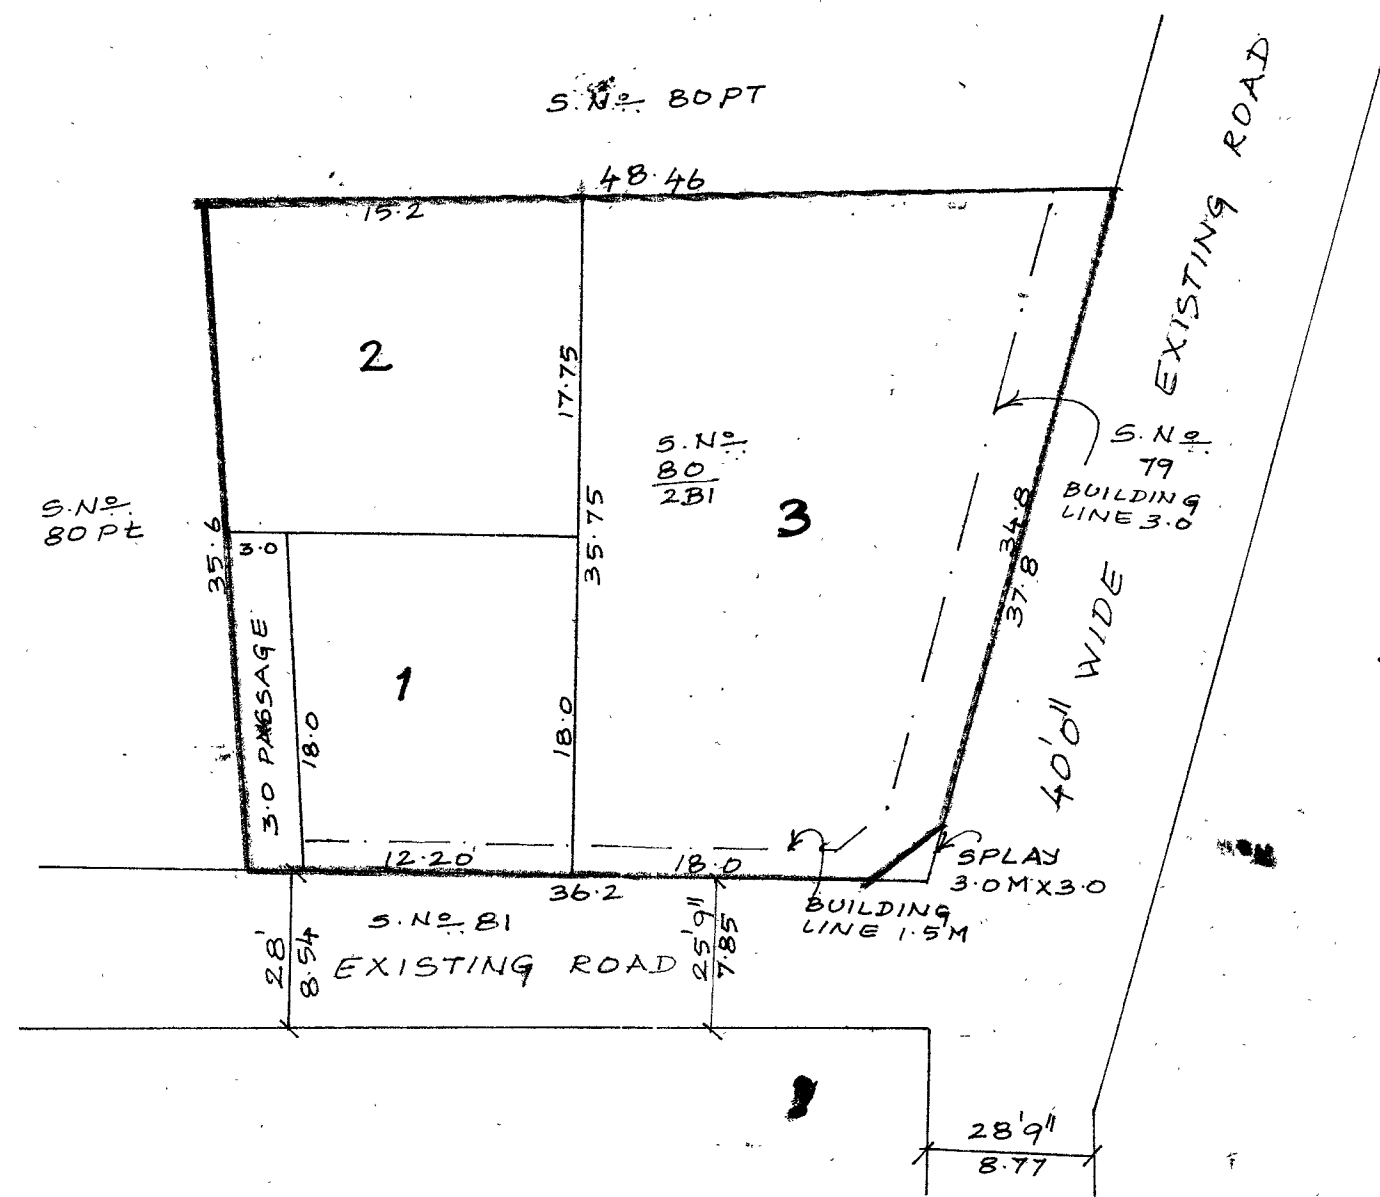 S.No 80PT
48.46
15.2
EXISTING ROAD
2
17.75
S.No
80
2B1
3
S.No
79
BUILDING
LINE 3.0
S.No
80 Pt
35.6
3.0
35.75
34.8
37.8
40'0" WIDE
3.0 PASSAGE
1
18.0
18.0
12.20
18.0
36.2
SPLAY
3.0M X 3.0
BUILDING
LINE 1.5M
S.No 81
28'
8.54
EXISTING ROAD
25'9"
7.85
28'9"
8.77